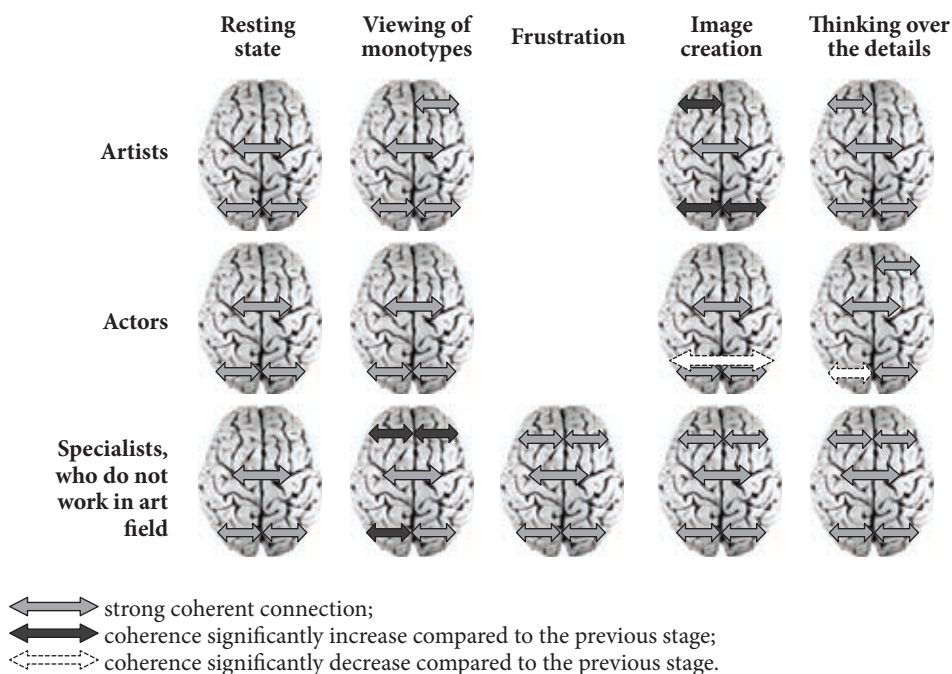 Resting
state
Viewing of
monotypes
Frustration
Image
creation
Thinking over
the details
Artists
Actors
Specialists,
who do not
work in art
field
strong coherent connection;
coherence significantly increase compared to the previous stage;
coherence significantly decrease compared to the previous stage.